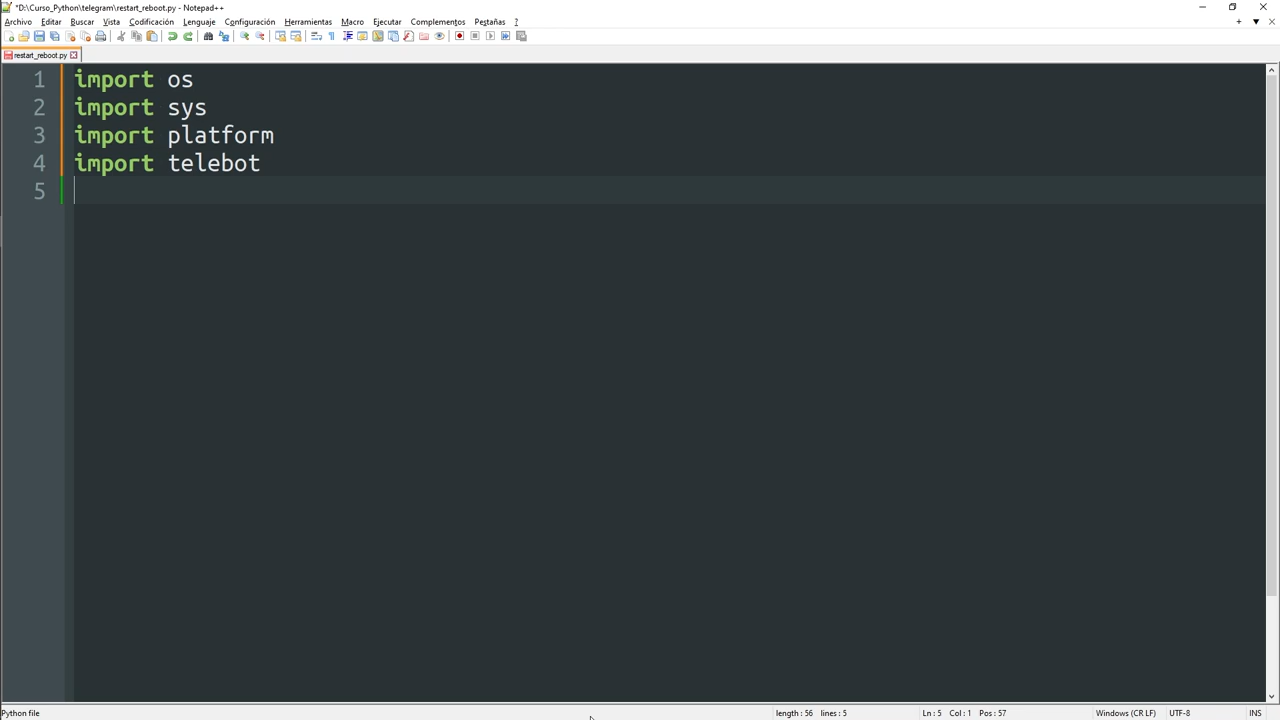 *D:\Curso_Python\telegram\restart_reboot.py - Notepad++
Archivo Editar Buscar Vista Codificación Lenguaje Configuración Herramientas Macro Ejecutar Complementos Pestañas ?
restart_reboot.py
1 import os
2 import sys
3 import platform
4 import telebot
5
Python file length : 56 lines : 5 Ln : 5 Col : 1 Pos : 57 Windows (CR LF) UTF-8 INS